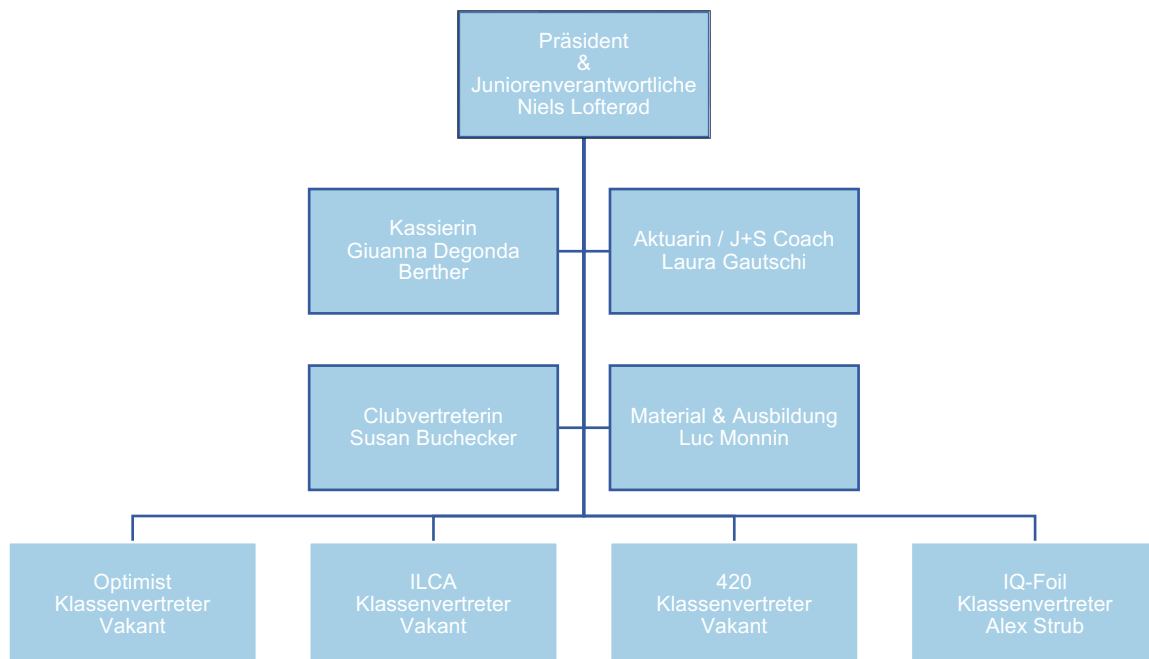 Präsident
&
Juniorenverantwortliche
Niels Lofterød
Kassierin
Giuanna Degonda
Berther
Aktuarin / J+S Coach
Laura Gautschi
Clubvertreterin
Susan Buchecker
Material & Ausbildung
Luc Monnin
Optimist
Klassenvertreter
Vakant
ILCA
Klassenvertreter
Vakant
420
Klassenvertreter
Vakant
IQ-Foil
Klassenvertreter
Alex Strub